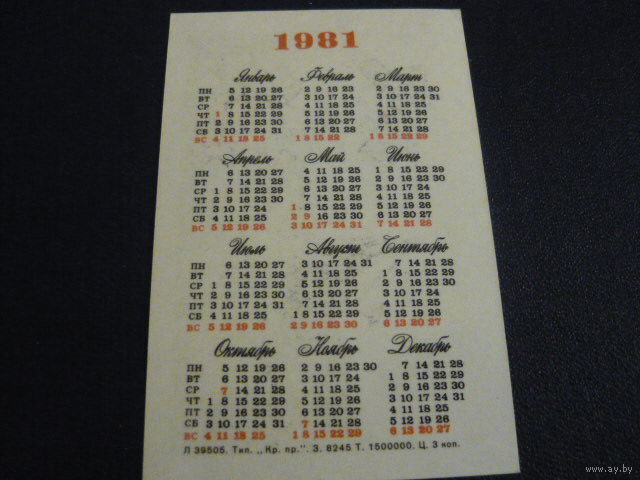 1981
Январь Февраль Март
ПН 5 12 19 26 2 9 16 23 2 9 16 23 30
ВТ 6 13 20 27 3 10 17 24 3 10 17 24 31
СР 7 14 21 28 4 11 18 25 4 11 18 25
ЧТ 1 8 15 22 29 5 12 19 26 5 12 19 26
ПТ 2 9 16 23 30 6 13 20 27 6 13 20 27
СБ 3 10 17 24 31 7 14 21 28 7 14 21 28
ВС 4 11 18 25 1 8 15 22 1 8 15 22 29
Апрель Май Июнь
ПН 6 13 20 27 4 11 18 25 1 8 15 22 29
ВТ 7 14 21 28 5 12 19 26 2 9 16 23 30
СР 1 8 15 22 29 6 13 20 27 3 10 17 24
ЧТ 2 9 16 23 30 7 14 21 28 4 11 18 25
ПТ 3 10 17 24 1 8 15 22 29 5 12 19 26
СБ 4 11 18 25 2 9 16 23 30 6 13 20 27
ВС 5 12 19 26 3 10 17 24 31 7 14 21 28
Июль Август Сентябрь
ПН 6 13 20 27 3 10 17 24 31 7 14 21 28
ВТ 7 14 21 28 4 11 18 25 1 8 15 22 29
СР 1 8 15 22 29 5 12 19 26 2 9 16 23 30
ЧТ 2 9 16 23 30 6 13 20 27 3 10 17 24
ПТ 3 10 17 24 31 7 14 21 28 4 11 18 25
СБ 4 11 18 25 1 8 15 22 29 5 12 19 26
ВС 5 12 19 26 2 9 16 23 30 6 13 20 27
Октябрь Ноябрь Декабрь
ПН 5 12 19 26 2 9 16 23 30 7 14 21 28
ВТ 6 13 20 27 3 10 17 24 1 8 15 22 29
СР 7 14 21 28 4 11 18 25 2 9 16 23 30
ЧТ 1 8 15 22 29 5 12 19 26 3 10 17 24 31
ПТ 2 9 16 23 30 6 13 20 27 4 11 18 25
СБ 3 10 17 24 31 7 14 21 28 5 12 19 26
ВС 4 11 18 25 1 8 15 22 29 6 13 20 27
Л 39505. Тип. „Кр. пр.". З. 8245 Т. 1500000. Ц. 3 коп.
www.ay.by